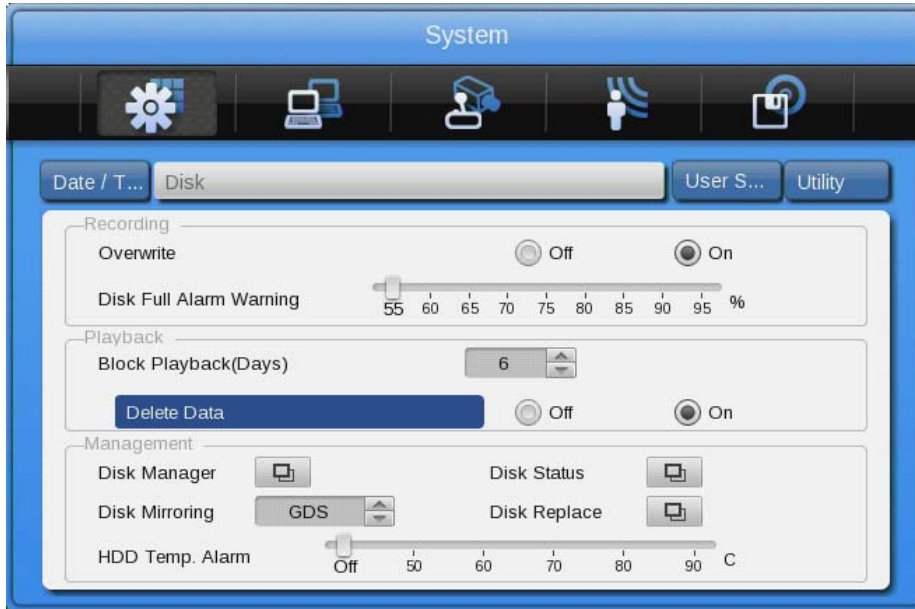 System
Date / T... Disk User S... Utility
Recording
Overwrite Off On
Disk Full Alarm Warning 55 60 65 70 75 80 85 90 95 %
Playback
Block Playback(Days) 6
Delete Data Off On
Management
Disk Manager Disk Status
Disk Mirroring GDS Disk Replace
HDD Temp. Alarm Off 50 60 70 80 90 C